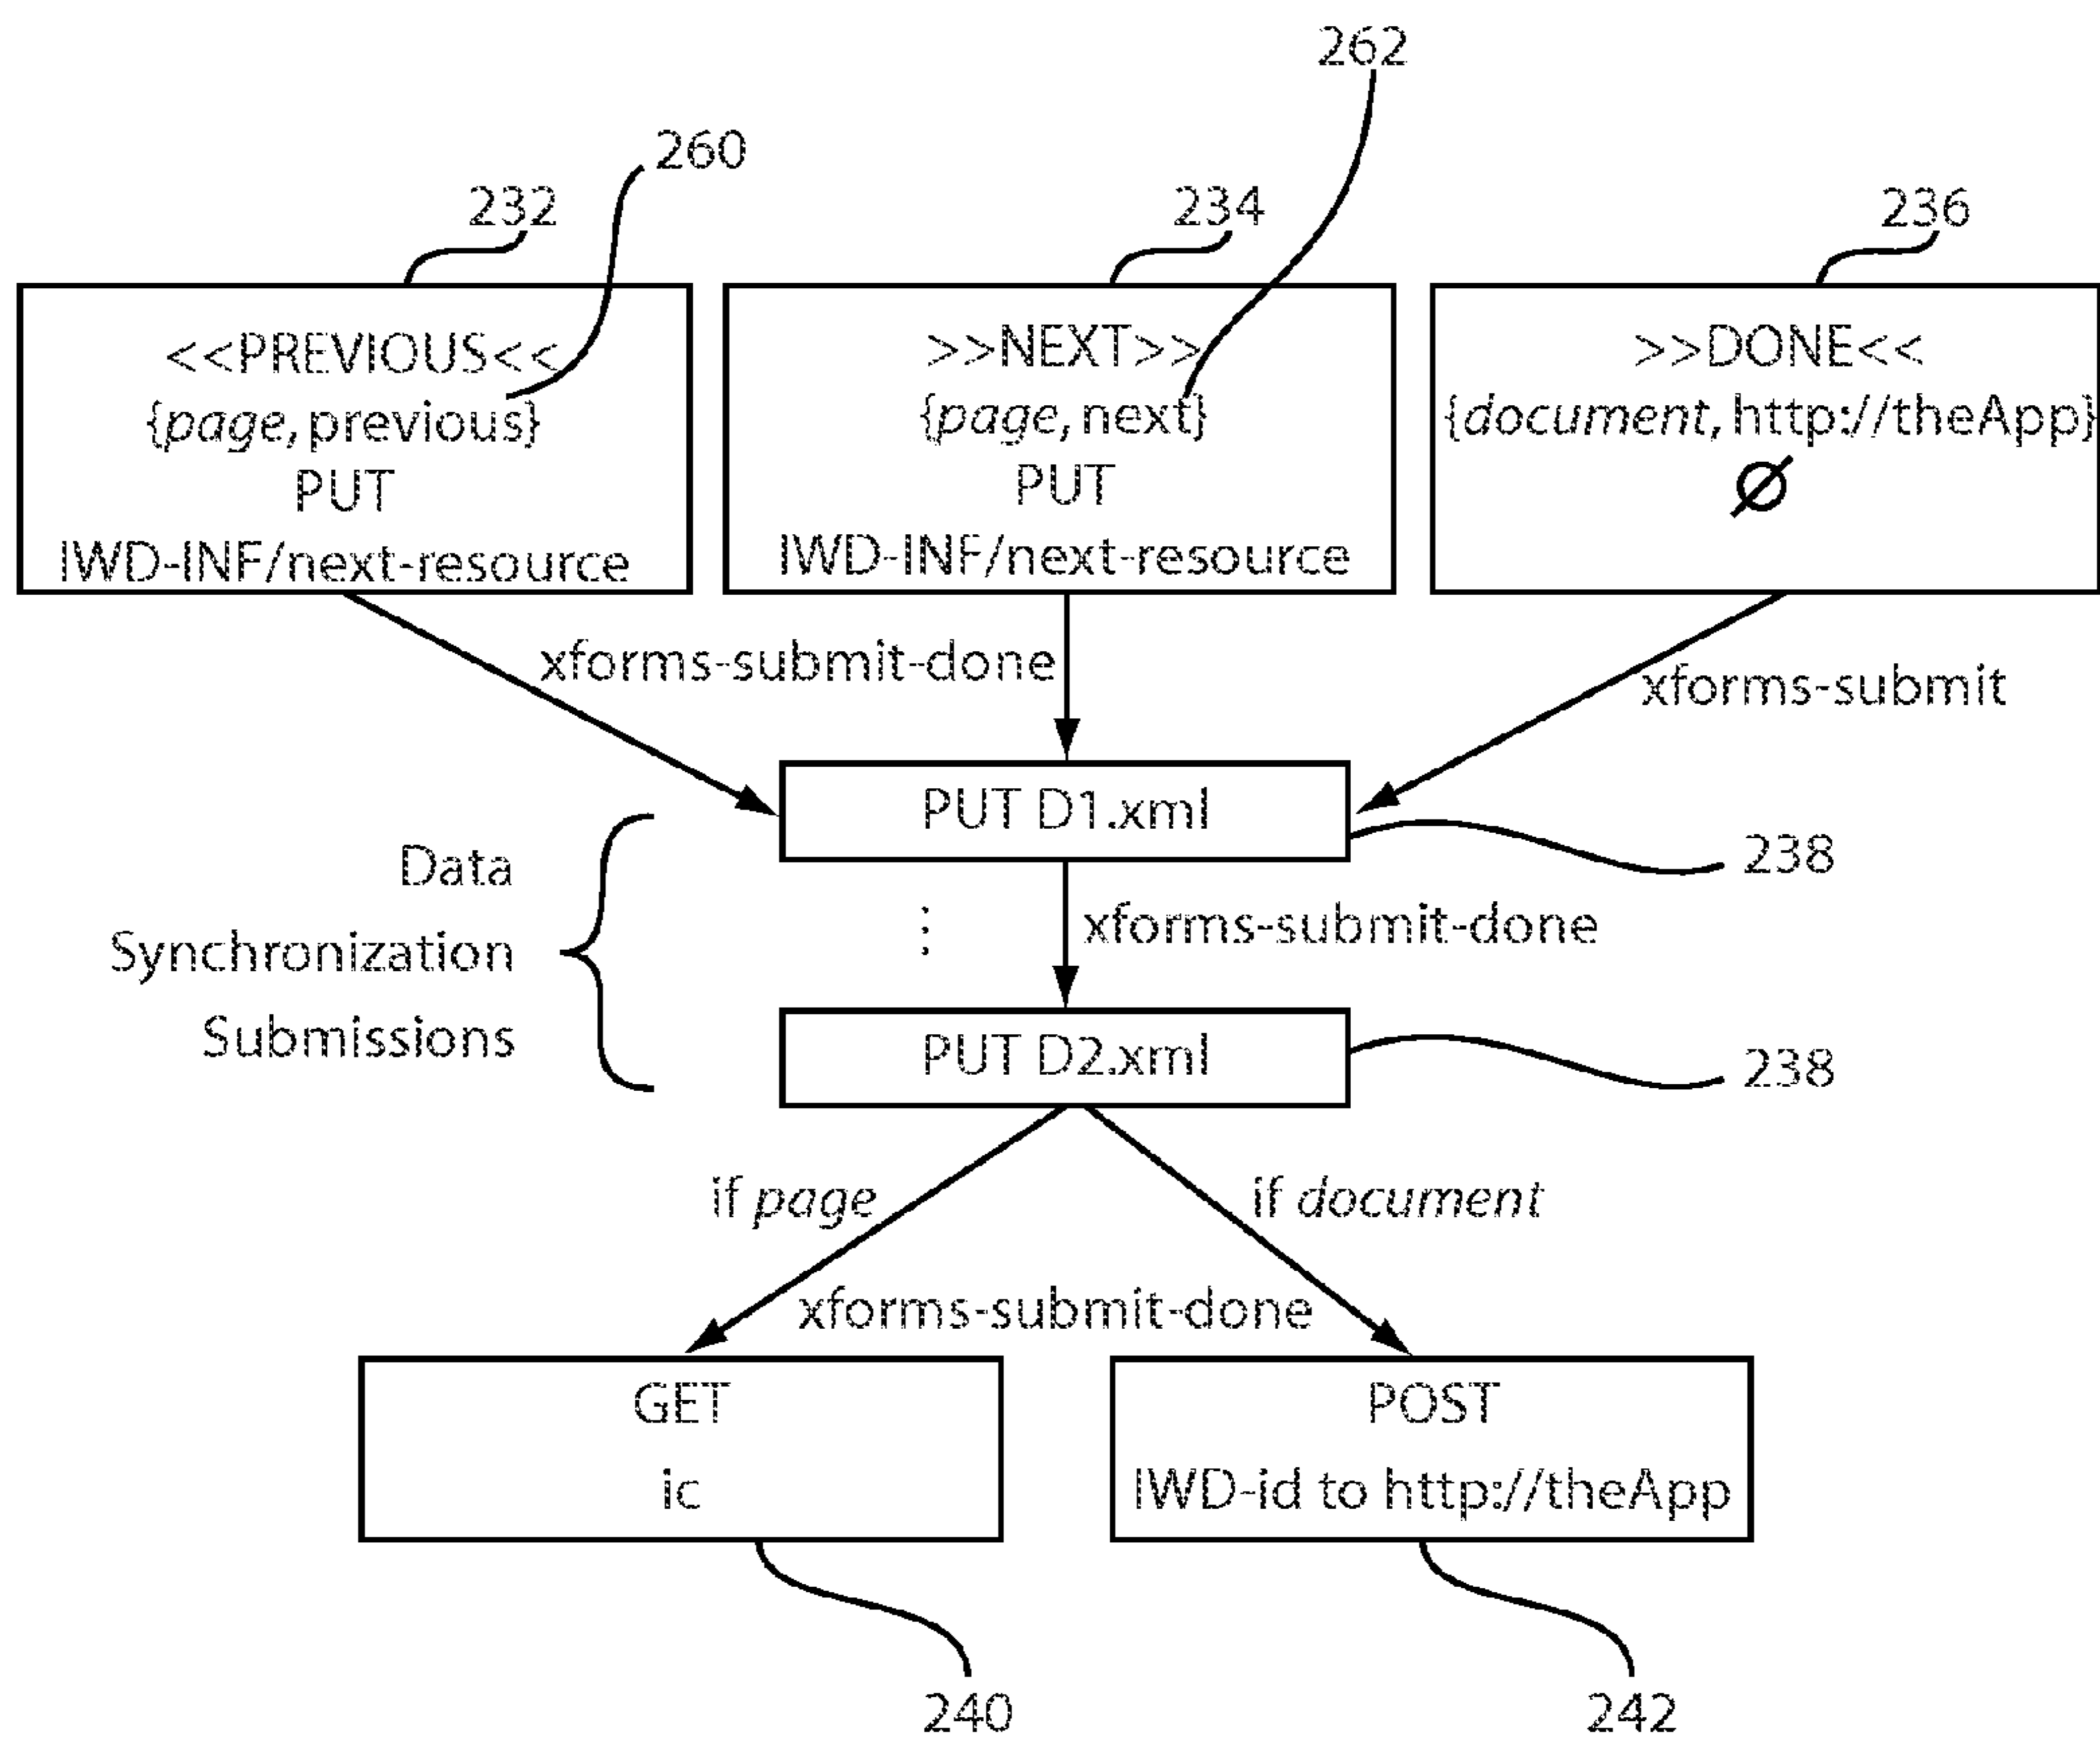 262
260
232
234
236
<<PREVIOUS<<
{page, previous}
PUT
IWD-INF/next-resource
>>NEXT>>
{page, next}
PUT
IWD-INF/next-resource
>>DONE<<
{document, http://theApp}
Ø
xforms-submit-done
xforms-submit
PUT D1.xml
238
Data
Synchronization
Submissions
⋮
xforms-submit-done
PUT D2.xml
238
if page
if document
xforms-submit-done
GET
ic
POST
IWD-id to http://theApp
240
242